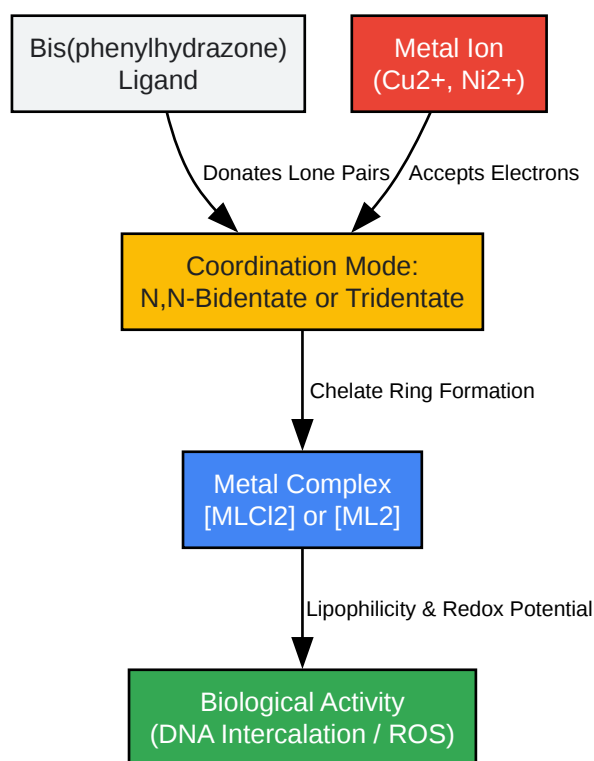 Bis(phenylhydrazone)
Ligand
Metal Ion
(Cu2+, Ni2+)
Donates Lone Pairs
Accepts Electrons
Coordination Mode:
N,N-Bidentate or Tridentate
Chelate Ring Formation
Metal Complex
[MLCl2] or [ML2]
Lipophilicity & Redox Potential
Biological Activity
(DNA Intercalation / ROS)